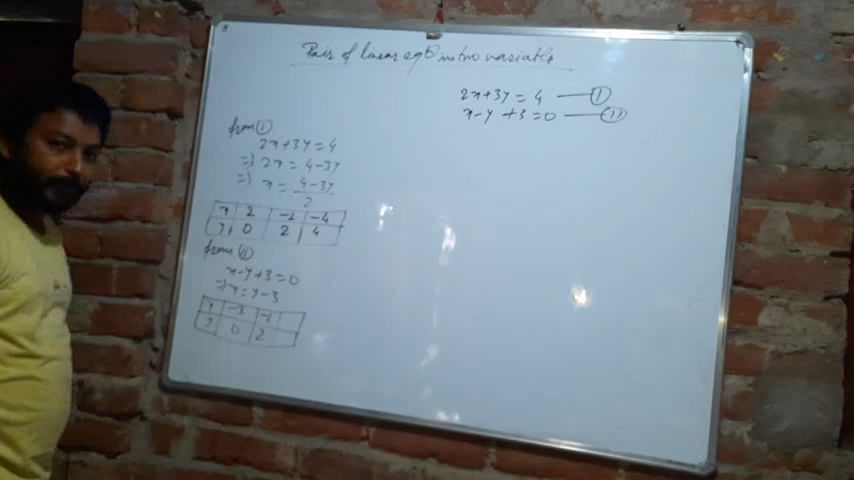 Pair of linear eqⁿ in two variable
2x+3y = 4 — (I)
x-y+3=0 — (II)
from (I)
2x+3y=4
=> 2x = 4-3y
=> x = 4-3y / 2
x 2 -1 -4
y 0 2 4
from (II)
x-y+3=0
=> x=y-3
x -3 -1
y 0 2